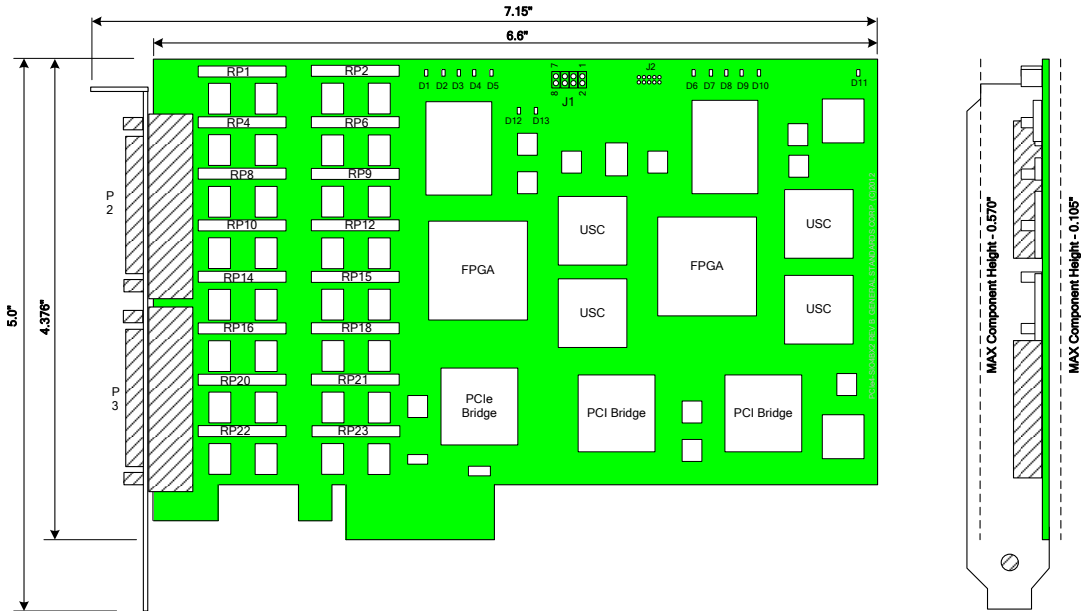 7.15"
6.6"
5.0"
4.376"
RP1
RP2
RP4
RP6
RP8
RP9
RP10
RP12
RP14
RP15
RP16
RP18
RP20
RP21
RP22
RP23
P
2
P
3
D1 D2 D3 D4 D5
D12 D13
7 1
8 2
J1
J2
D6 D7 D8 D9 D10
D11
FPGA
USC
USC
FPGA
USC
USC
PCIe
Bridge
PCI Bridge
PCI Bridge
MAX Component Height - 0.570"
MAX Component Height - 0.105"